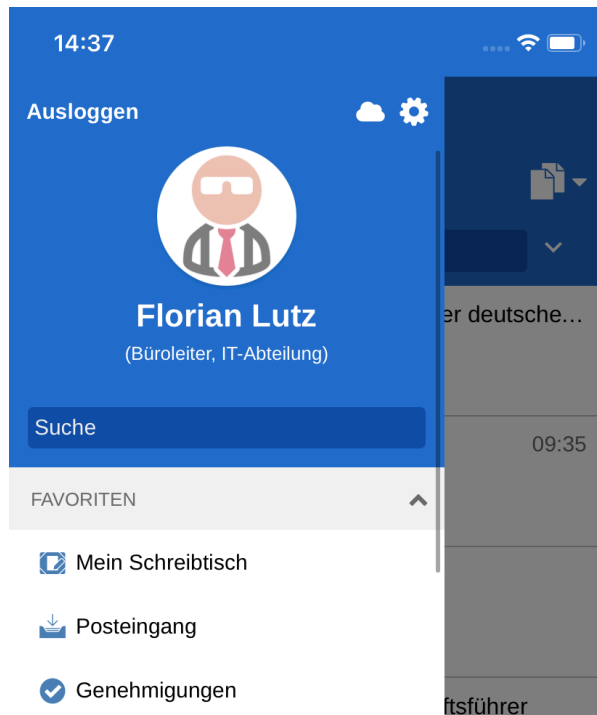 14:37
Ausloggen
Florian Lutz
(Büroleiter, IT-Abteilung)
er deutsche...
Suche
09:35
FAVORITEN
Mein Schreibtisch
Posteingang
Genehmigungen
ftsführer